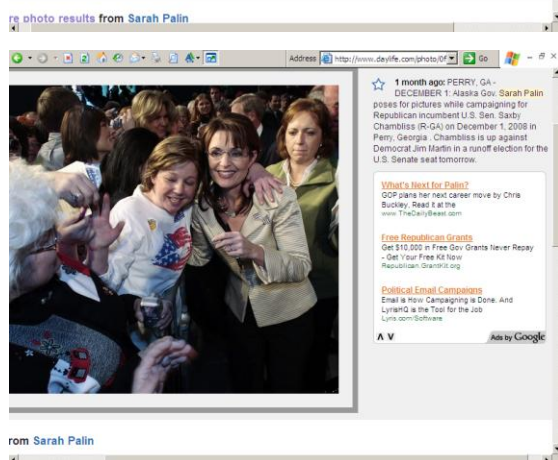 re photo results from Sarah Palin
Address http://www.daylife.com/photo/0f Go
1 month ago: PERRY, GA -
DECEMBER 1: Alaska Gov. Sarah Palin
poses for pictures while campaigning for
Republican incumbent U.S. Sen. Saxby
Chambliss (R-GA) on December 1, 2008 in
Perry, Georgia . Chambliss is up against
Democrat Jim Martin in a runoff election for the
U.S. Senate seat tomorrow.
What's Next for Palin?
GOP plans her next career move by Chris
Buckley, Read it at the
www.TheDailyBeast.com
Free Republican Grants
Get $10,000 in Free Gov Grants Never Repay
- Get Your Free Kit Now
Republican.GrantKit.org
Political Email Campaigns
Email is How Campaigning is Done. And
LyrisHQ is the Tool for the Job
Lyris.com/Software
Ads by Google
rom Sarah Palin